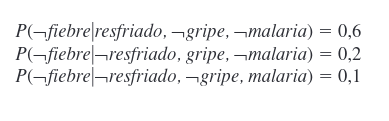 P(¬fiebre|resfriado, ¬gripe, ¬malaria) = 0,6
P(¬fiebre|¬resfriado, gripe, ¬malaria) = 0,2
P(¬fiebre|¬resfriado, ¬gripe, malaria) = 0,1